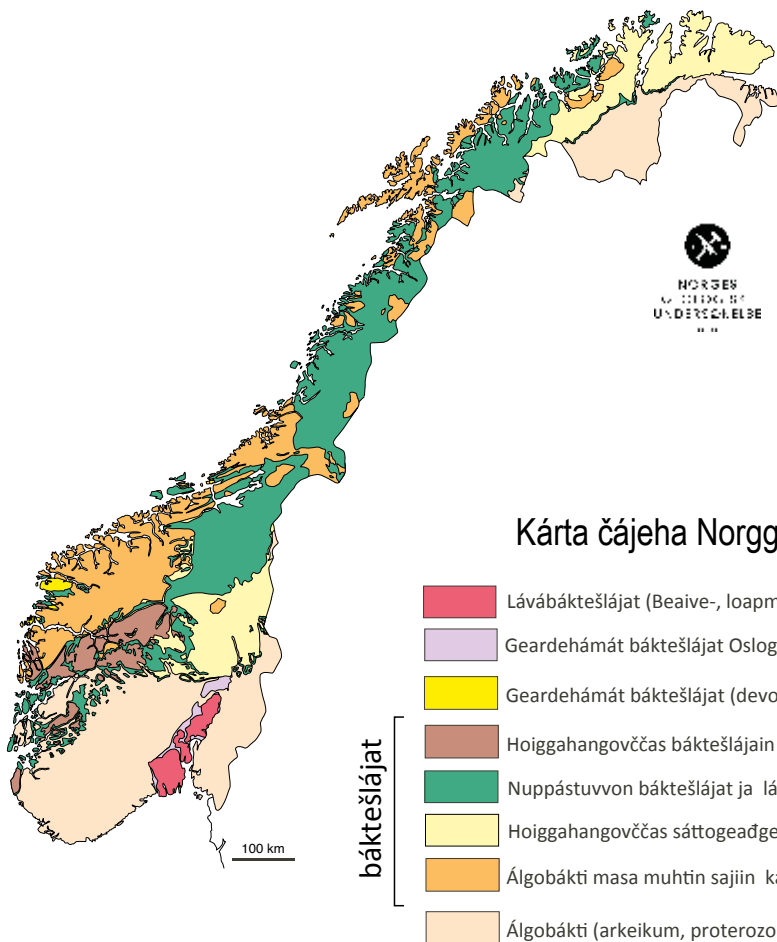 NORGES
Kárta čájeha Norgg
Lávábáktešlájat (Beaive-, loapm
Geardehámát báktešlájat Oslog
Geardehámát báktešlájat (devo
báktešlájat
Hoiggahangovččas báktešlájain
Nuppástuvvon báktešlájat ja lá
Hoiggahangovččas sáttogeađge
Álgobákti masa muhtin sajiin ka
Álgobákti (arkeikum, proterozo
100 km